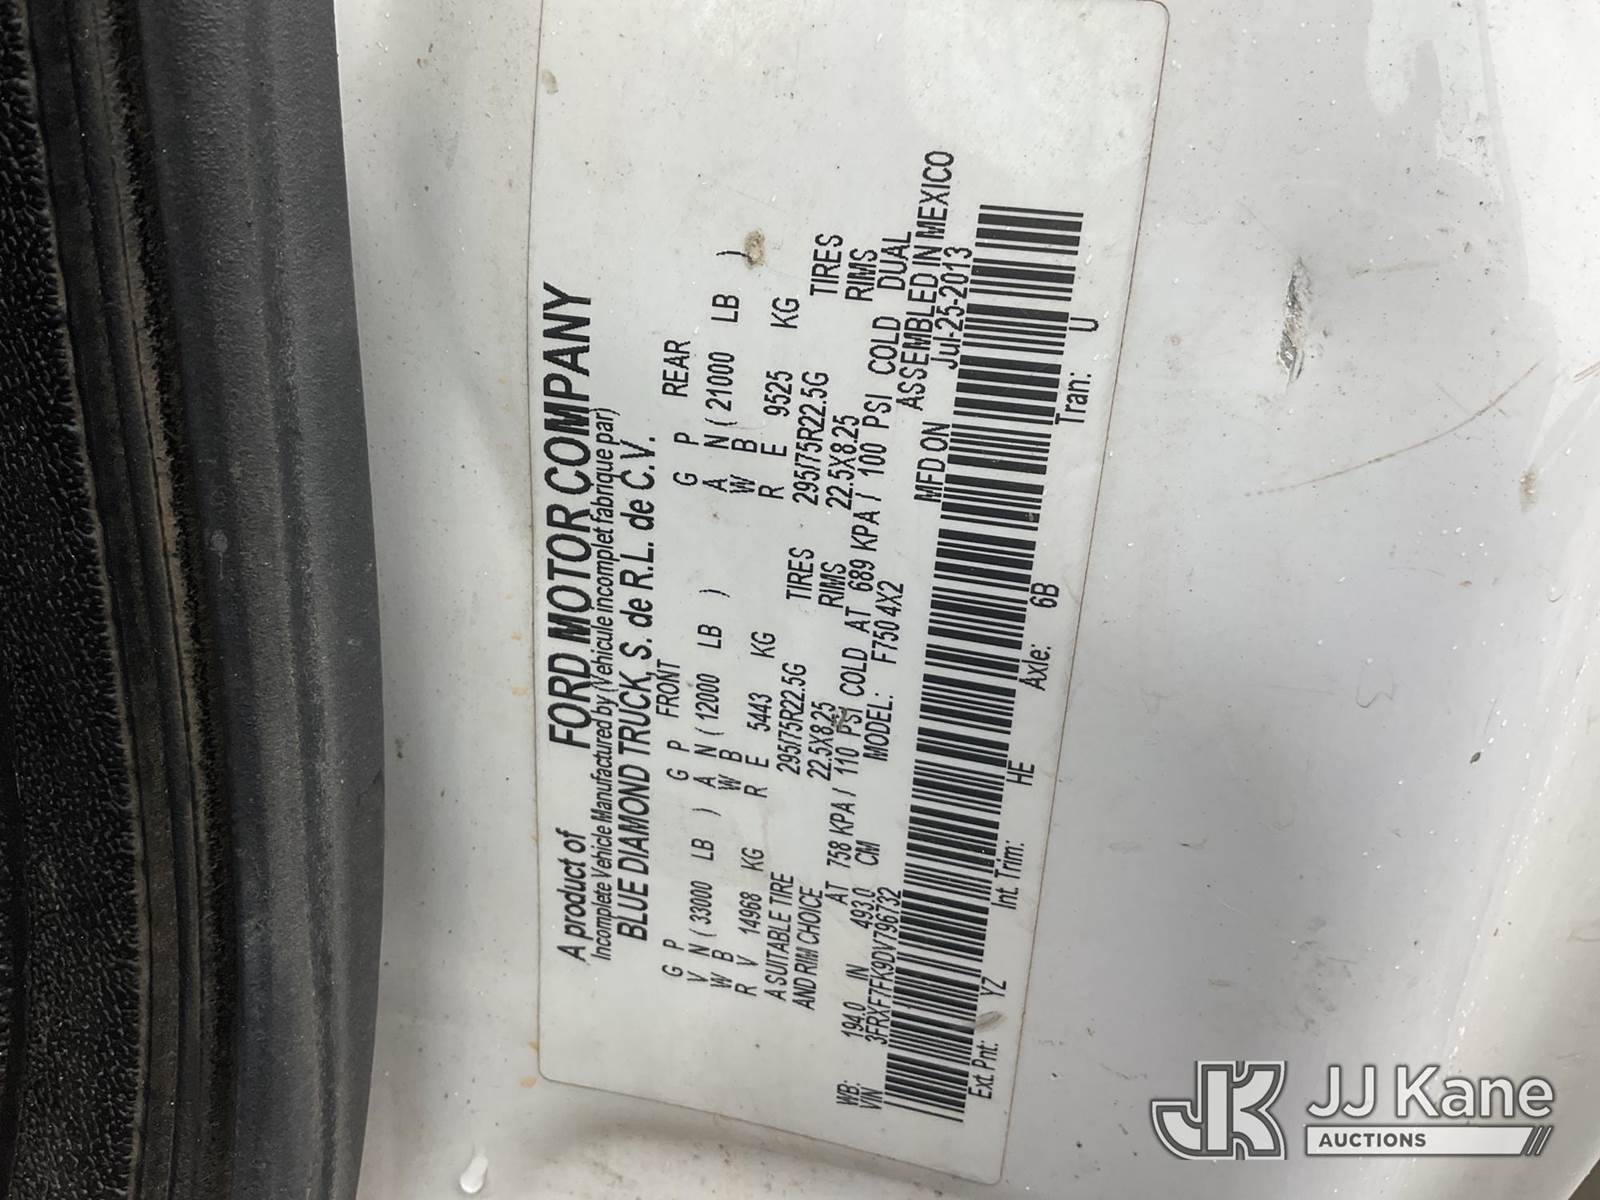 A product of FORD MOTOR COMPANY
Incomplete Vehicle Manufactured by (Vehicule incomplet fabrique par)
BLUE DIAMOND TRUCK, S. de R.L. de C.V.
FRONT REAR
G P G P G P
V N ( 33000 LB ) A N ( 12000 LB ) A N ( 21000 LB )
W B W B W B
R V 14968 KG R E 5443 KG R E 9525 KG
A SUITABLE TIRE 295/75R22.5G TIRES 295/75R22.5G TIRES
AND RIM CHOICE 22.5X8.25 RIMS 22.5X8.25 RIMS
AT 758 KPA / 110 PSI COLD AT 689 KPA / 100 PSI COLD DUAL
WB: 194.0 IN 493.0 CM MODEL: F750 4X2 ASSEMBLED IN MEXICO
VIN 3FRXF7FK9DV796732 MFD ON Jul-25-2013
Ext Pnt: YZ Int Trim: HE Axle: 6B Tran: U
JK JJ Kane
AUCTIONS